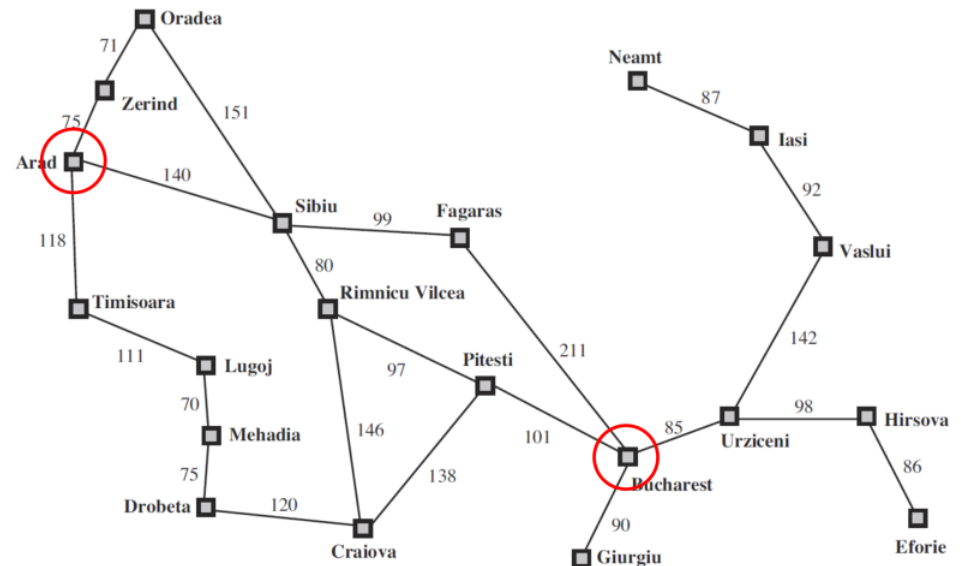 Oradea
71
Neamt
Zerind
87
151
75
Iasi
Arad
140
92
Sibiu
Fagaras
99
118
Vaslui
80
Timisoara
Rimnicu Vilcea
142
211
Pitesti
111
Lugoj
97
98
70
Hirsova
85
146
101
Urziceni
Mehadia
86
138
75
Bucharest
Drobeta
120
90
Eforie
Craiova
Giurgiu